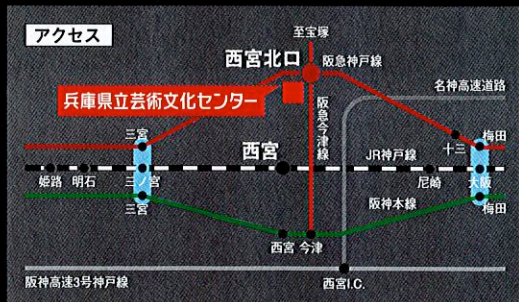 アクセス
至宝塚
西宮北口
阪急神戸線
兵庫県立芸術文化センター
名神高速道路
阪急今津線
三宮
十三
梅田
西宮
JR神戸線
姫路
明石
三ノ宮
尼崎
大阪
三宮
阪神本線
梅田
西宮
今津
阪神高速3号神戸線
西宮I.C.